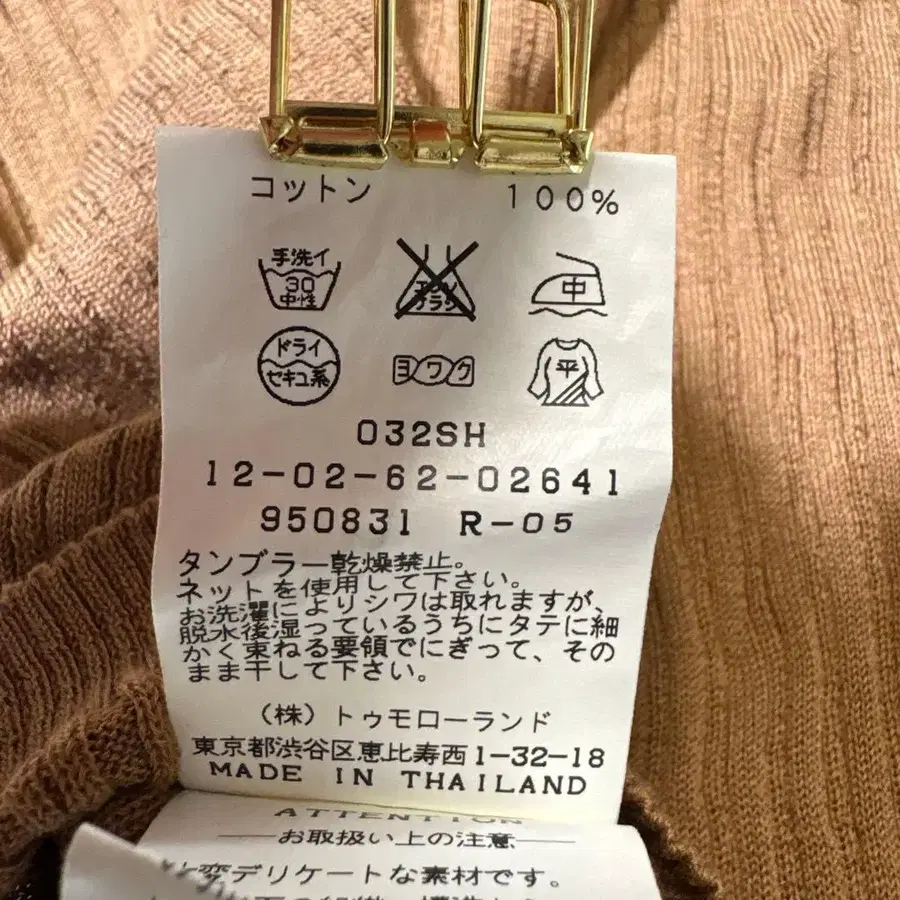 コットン 100%
手洗イ
30
中性
エンソ
サラシ
中
ドライ
セキユ系
ヨワク
平
032SH
12-02-62-02641
950831 R-05
タンブラー乾燥禁止。
ネットを使用して下さい。
お洗濯によりシワは取れますが、
脱水後湿っているうちにタテに細
かく束ねる要領でにぎって、その
まま干して下さい。
(株)トゥモローランド
東京都渋谷区恵比寿西1-32-18
MADE IN THAILAND
ATTENTION
お取扱い上の注意
変デリケートな素材です。